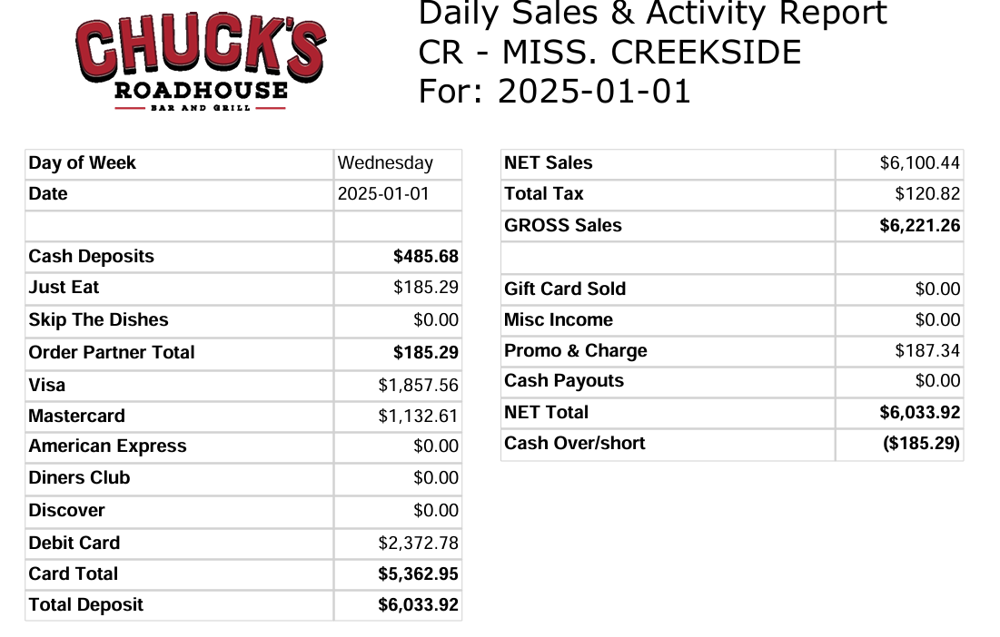 CHUCK'S
ROADHOUSE
BAR AND GRILL
Daily Sales & Activity Report
CR - MISS. CREEKSIDE
For: 2025-01-01
Day of Week Wednesday
Date 2025-01-01
Cash Deposits $485.68
Just Eat $185.29
Skip The Dishes $0.00
Order Partner Total $185.29
Visa $1,857.56
Mastercard $1,132.61
American Express $0.00
Diners Club $0.00
Discover $0.00
Debit Card $2,372.78
Card Total $5,362.95
Total Deposit $6,033.92
NET Sales $6,100.44
Total Tax $120.82
GROSS Sales $6,221.26
Gift Card Sold $0.00
Misc Income $0.00
Promo & Charge $187.34
Cash Payouts $0.00
NET Total $6,033.92
Cash Over/short ($185.29)